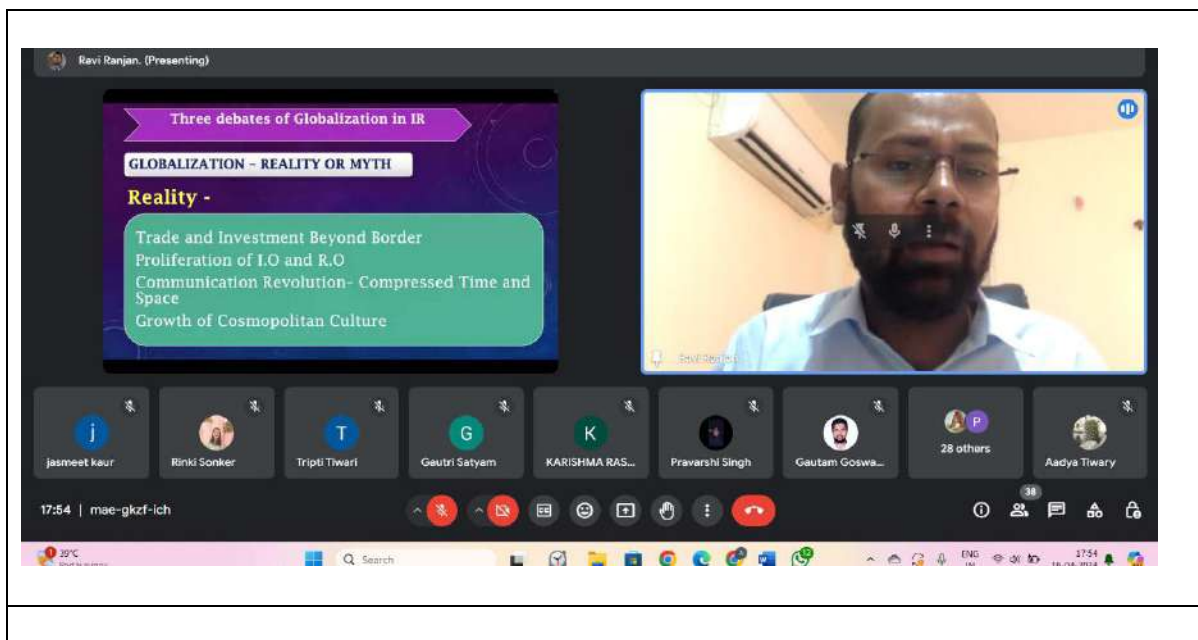 Ravi Ranjan. (Presenting)
Three debates of Globalization in IR
GLOBALIZATION – REALITY OR MYTH
Reality -
Trade and Investment Beyond Border
Proliferation of I.O and R.O
Communication Revolution- Compressed Time and
Space
Growth of Cosmopolitan Culture
Ravi Ranjan
jasmeet kaur
Rinki Sonker
Tripti Tiwari
Gautri Satyam
KARISHMA RAS...
Pravarshi Singh
Gautam Goswa...
28 others
Aadya Tiwary
j
T
G
K
P
17:54 | mae-gkzf-ich
38
39°C
Search
ENG
IN
17:54